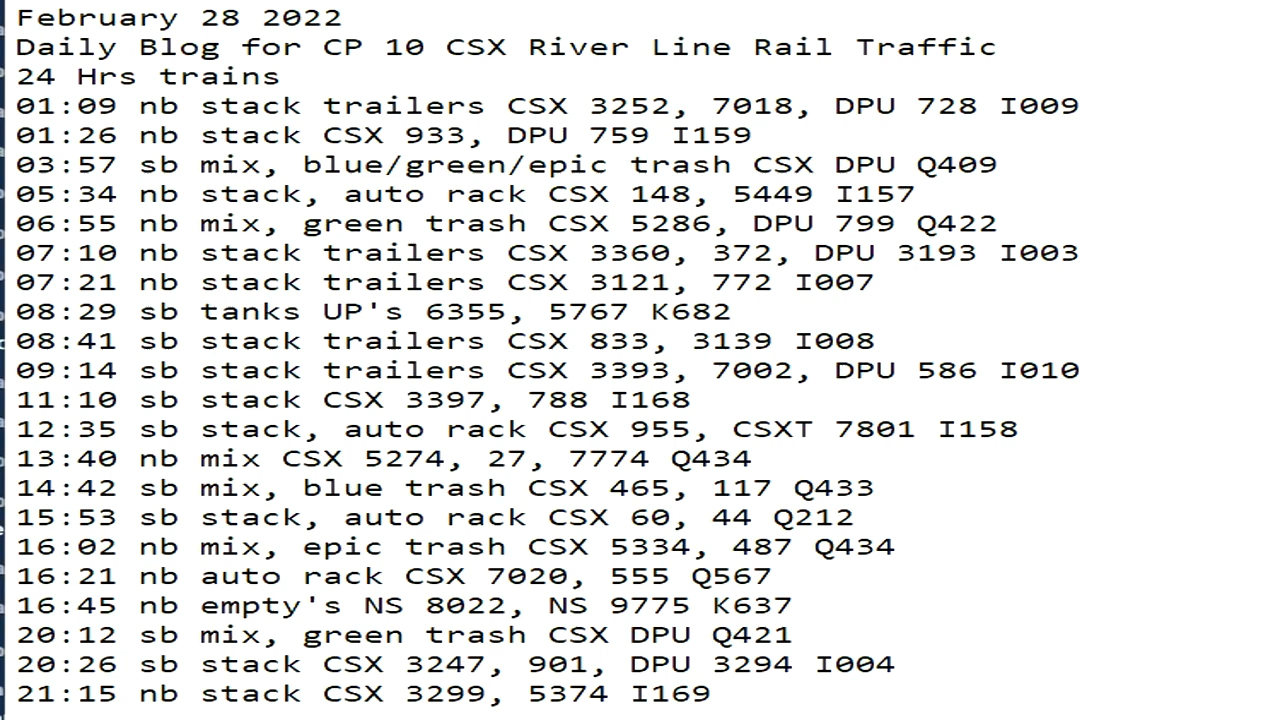 February 28 2022
Daily Blog for CP 10 CSX River Line Rail Traffic
24 Hrs trains
01:09 nb stack trailers CSX 3252, 7018, DPU 728 I009
01:26 nb stack CSX 933, DPU 759 I159
03:57 sb mix, blue/green/epic trash CSX DPU Q409
05:34 nb stack, auto rack CSX 148, 5449 I157
06:55 nb mix, green trash CSX 5286, DPU 799 Q422
07:10 nb stack trailers CSX 3360, 372, DPU 3193 I003
07:21 nb stack trailers CSX 3121, 772 I007
08:29 sb tanks UP's 6355, 5767 K682
08:41 sb stack trailers CSX 833, 3139 I008
09:14 sb stack trailers CSX 3393, 7002, DPU 586 I010
11:10 sb stack CSX 3397, 788 I168
12:35 sb stack, auto rack CSX 955, CSXT 7801 I158
13:40 nb mix CSX 5274, 27, 7774 Q434
14:42 sb mix, blue trash CSX 465, 117 Q433
15:53 sb stack, auto rack CSX 60, 44 Q212
16:02 nb mix, epic trash CSX 5334, 487 Q434
16:21 nb auto rack CSX 7020, 555 Q567
16:45 nb empty's NS 8022, NS 9775 K637
20:12 sb mix, green trash CSX DPU Q421
20:26 sb stack CSX 3247, 901, DPU 3294 I004
21:15 nb stack CSX 3299, 5374 I169